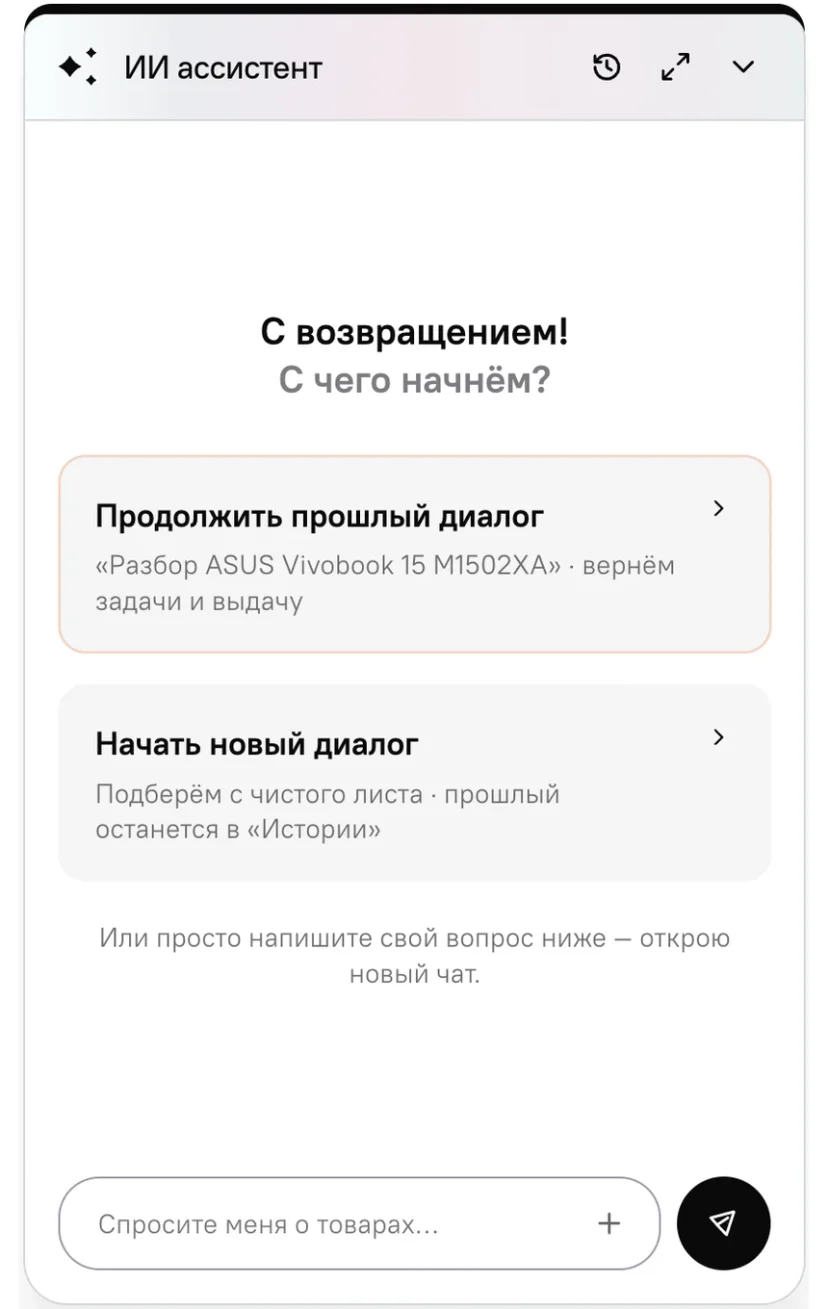 ИИ ассистент
С возвращением!
С чего начнём?
Продолжить прошлый диалог
«Разбор ASUS Vivobook 15 M1502XA» · вернём
задачи и выдачу
Начать новый диалог
Подберём с чистого листа · прошлый
останется в «Истории»
Или просто напишите свой вопрос ниже — открою
новый чат.
Спросите меня о товарах...